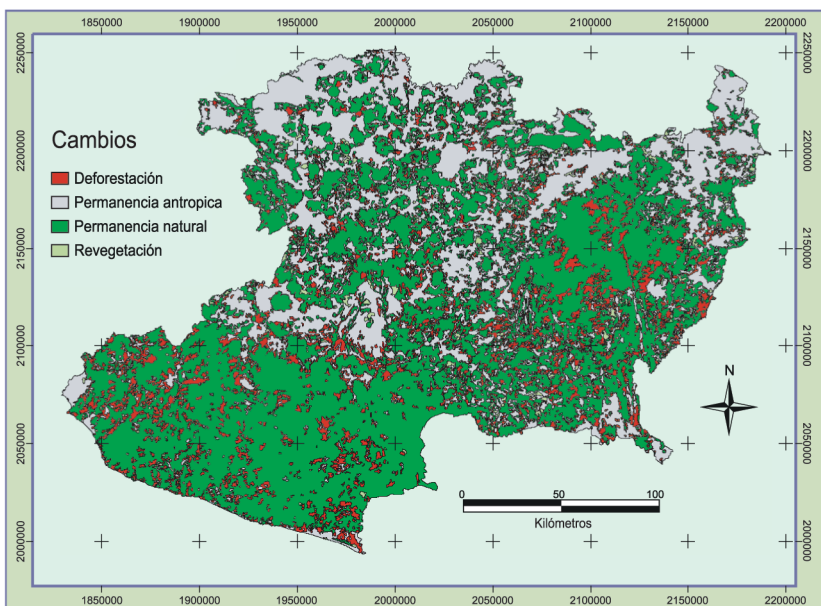 1850000 1900000 1950000 2000000 2050000 2100000 2150000 2200000
2250000 2250000
Cambios
2200000 2200000
Deforestación
Permanencia antropica
Permanencia natural
Revegetación
2150000 2150000
2100000 2100000
N
2050000 2050000
0 50 100
Kilómetros
2000000 2000000
1850000 1900000 1950000 2000000 2050000 2100000 2150000 2200000